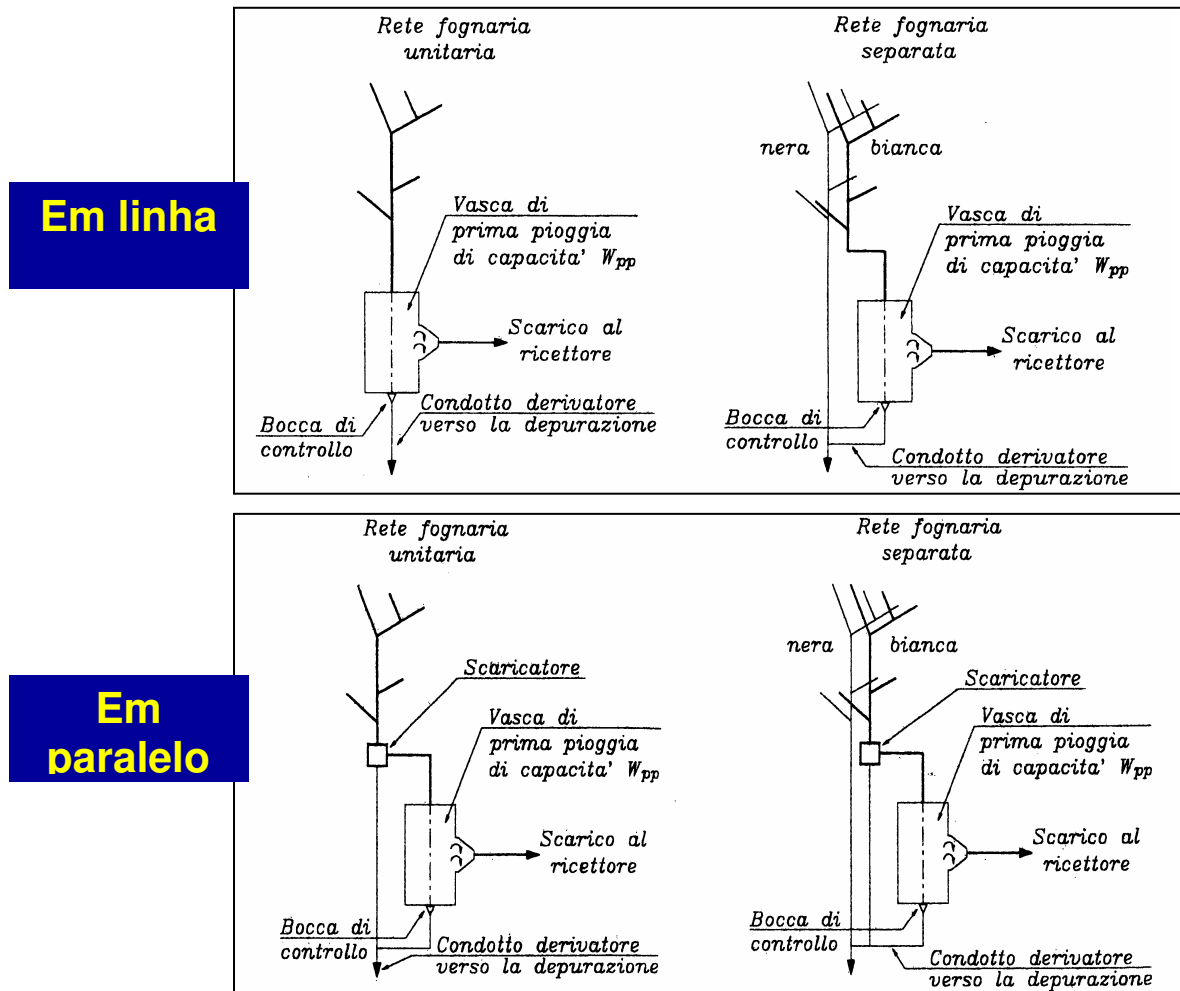 Em linha
Rete fognaria
unitaria
Vasca di
prima pioggia
di capacita' Wpp
Scarico al
ricettore
Bocca di
controllo
Condotto derivatore
verso la depurazione
Rete fognaria
separata
nera
bianca
Vasca di
prima pioggia
di capacita' Wpp
Scarico al
ricettore
Bocca di
controllo
Condotto derivatore
verso la depurazione
Em
paralelo
Rete fognaria
unitaria
Scaricatore
Vasca di
prima pioggia
di capacita' Wpp
Scarico al
ricettore
Bocca di
controllo
Condotto derivatore
verso la depurazione
Rete fognaria
separata
nera
bianca
Scaricatore
Vasca di
prima pioggia
di capacita' Wpp
Scarico al
ricettore
Bocca di
controllo
Condotto derivatore
verso la depurazione